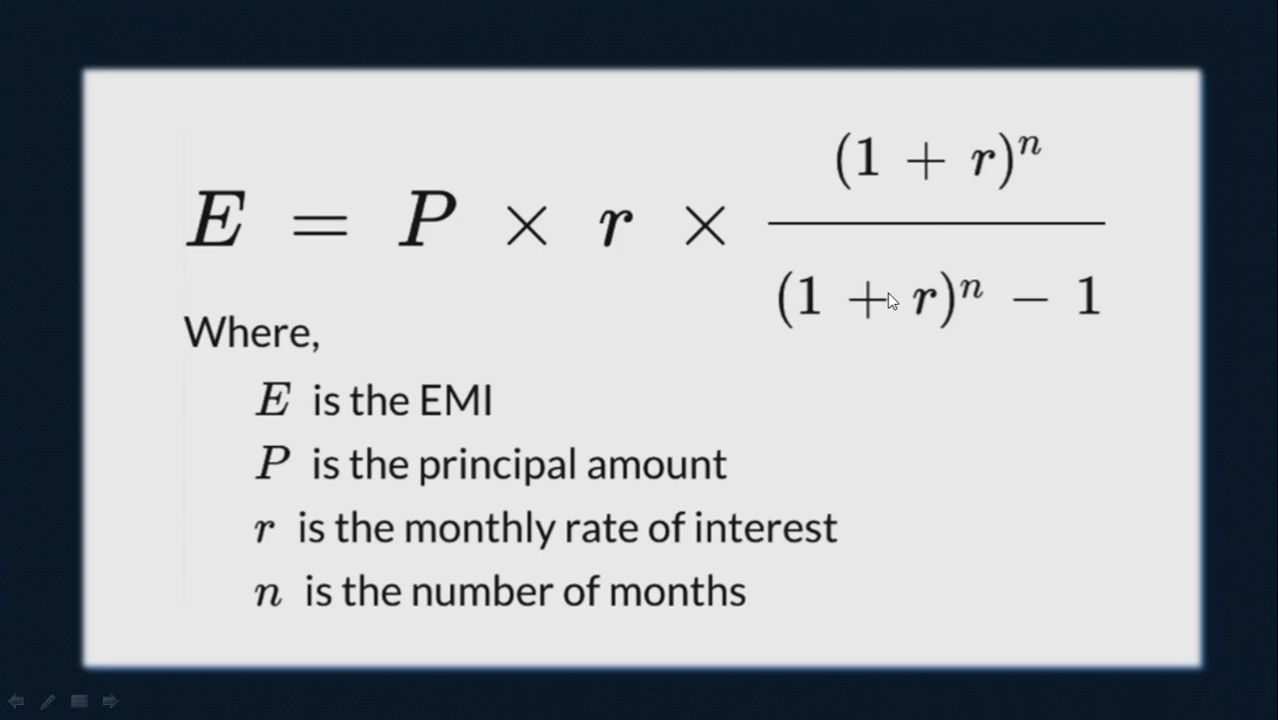 E = P × r × (1 + r)^n / (1 + r)^n − 1
Where,
E is the EMI
P is the principal amount
r is the monthly rate of interest
n is the number of months